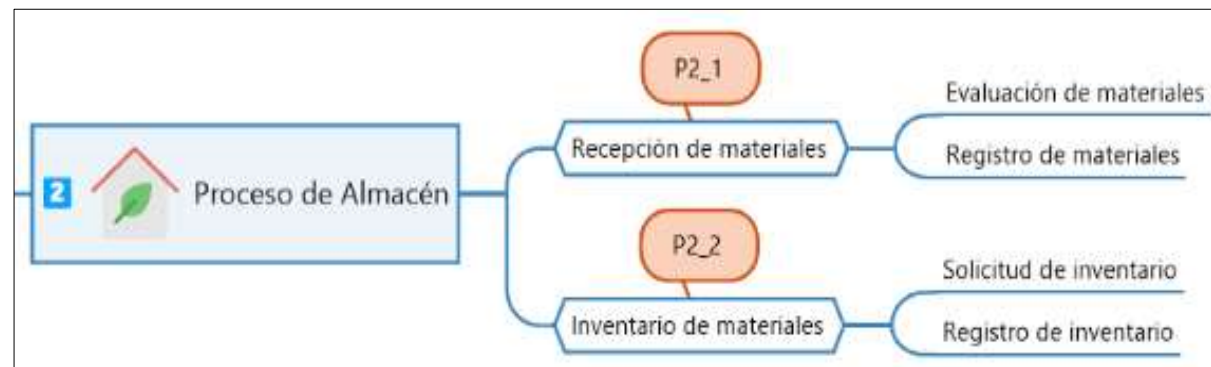 2
Proceso de Almacén
P2_1
Recepción de materiales
Evaluación de materiales
Registro de materiales
P2_2
Inventario de materiales
Solicitud de inventario
Registro de inventario